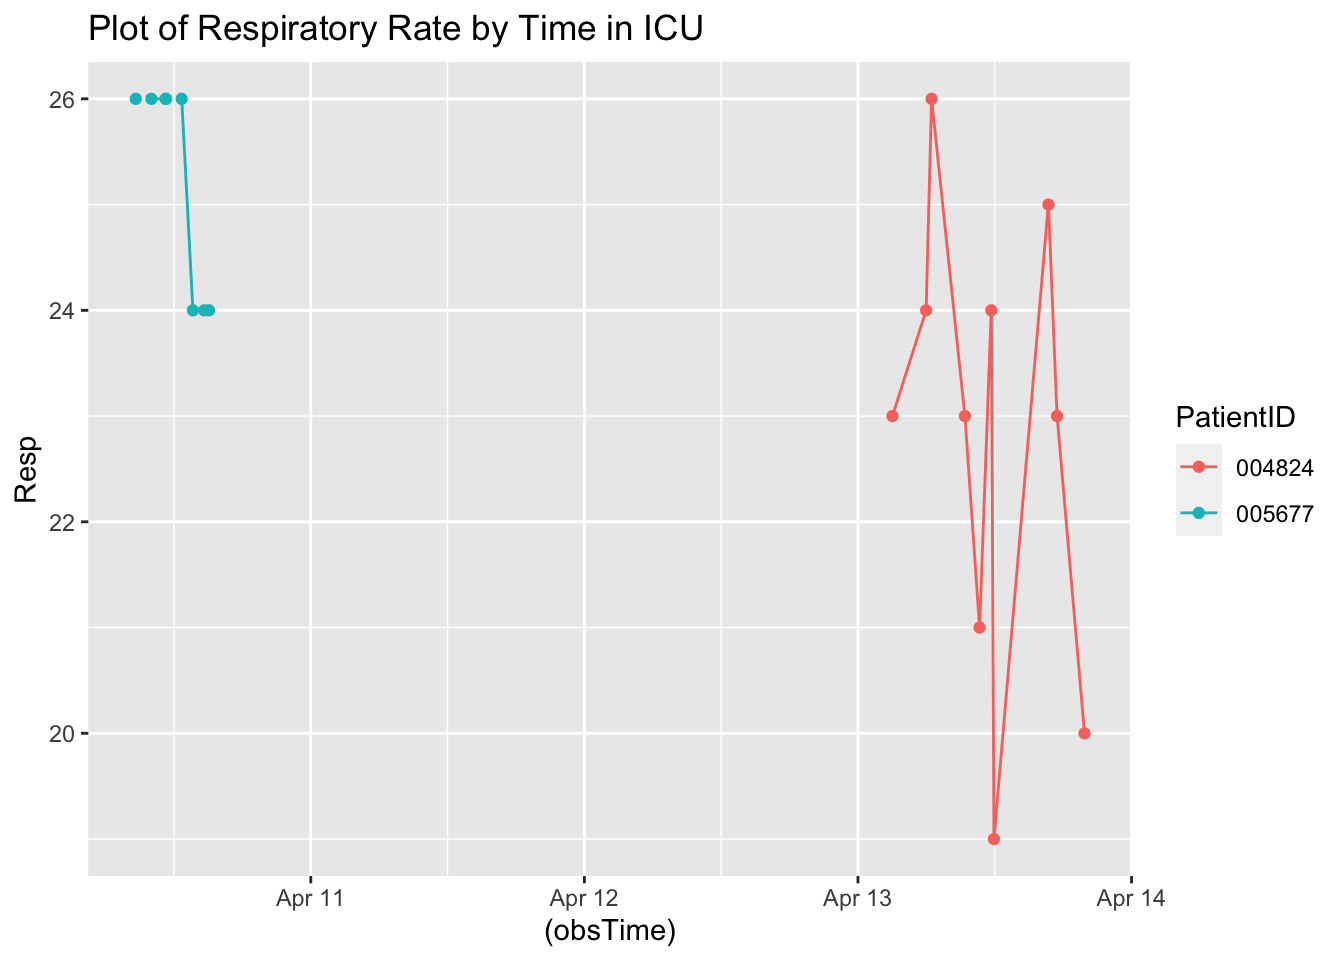 Plot of Respiratory Rate by Time in ICU
26
24
22
20
Resp
Apr 11
Apr 12
Apr 13
Apr 14
(obsTime)
PatientID
004824
005677